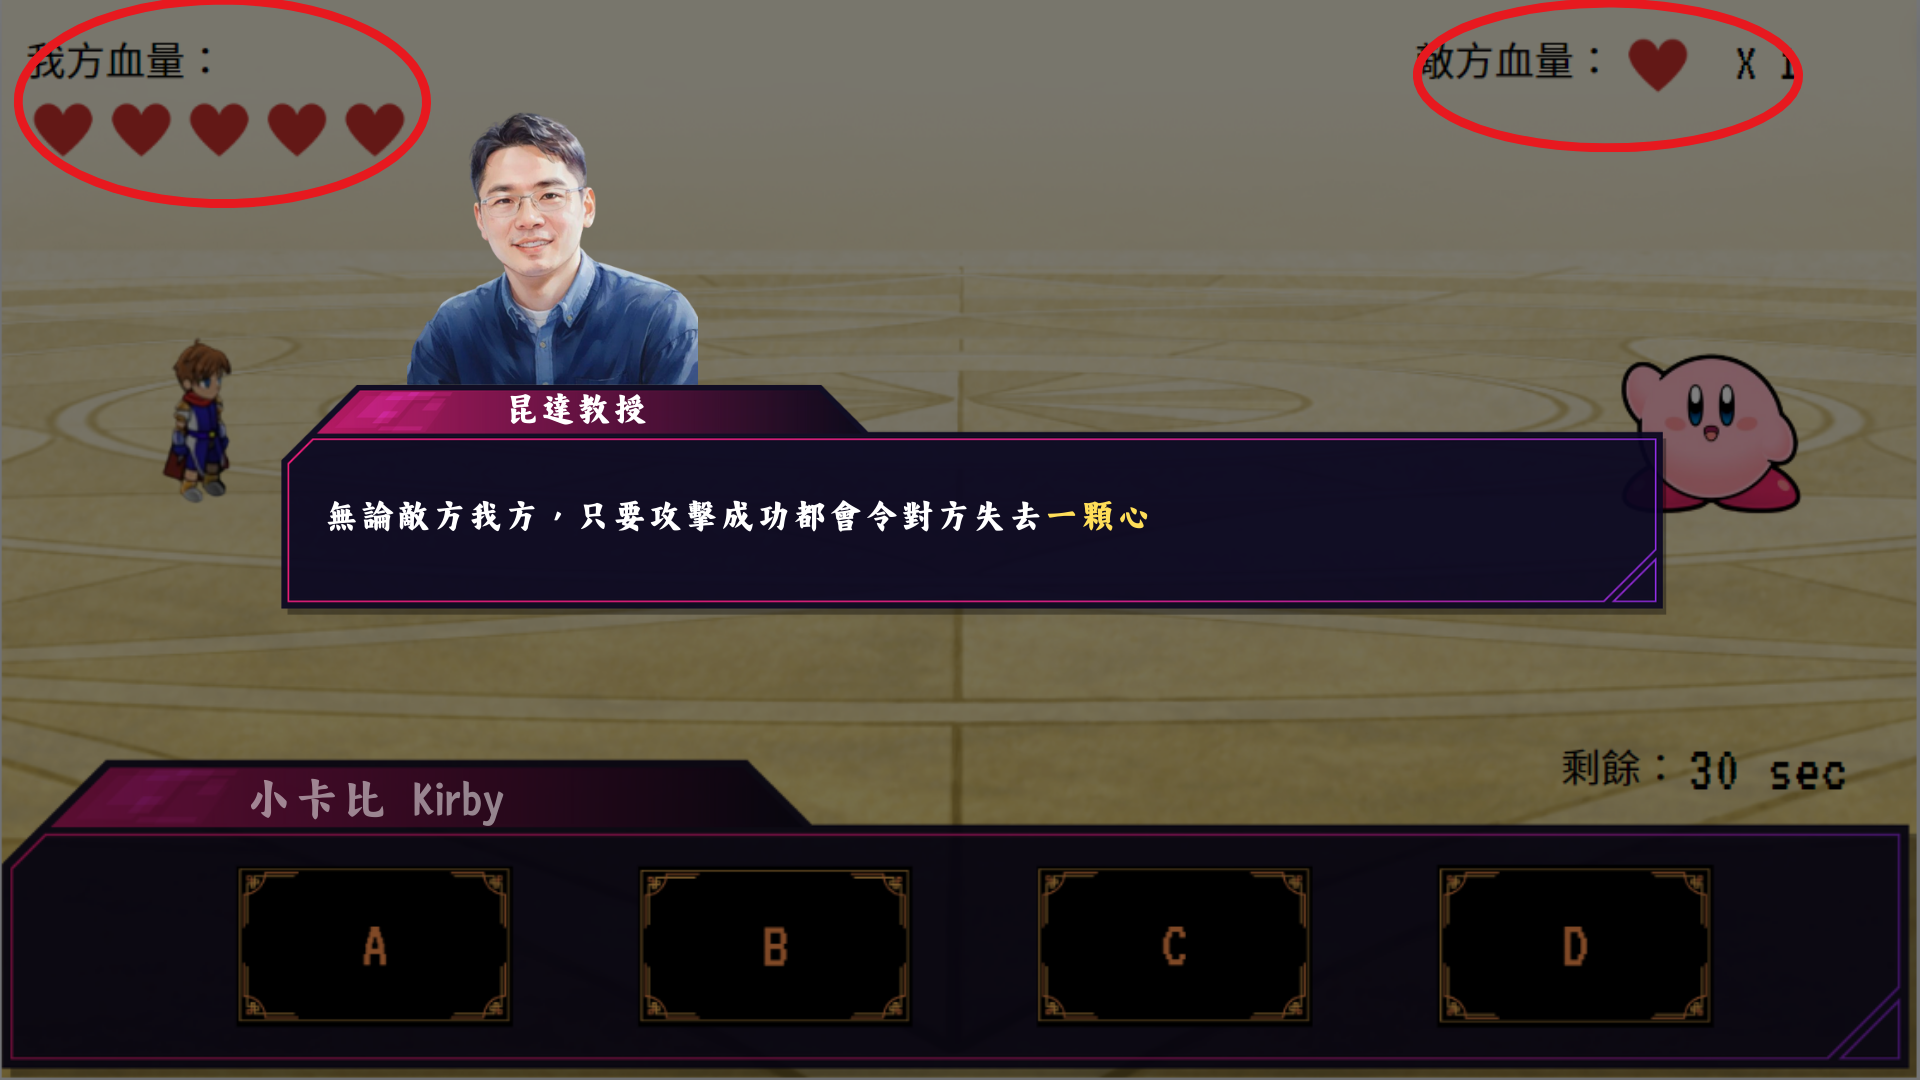 我方血量：
敵方血量： X 1
昆達教授
無論敵方我方，只要攻擊成功都會令對方失去一顆心
剩餘： 30 sec
小卡比 Kirby
A B C D